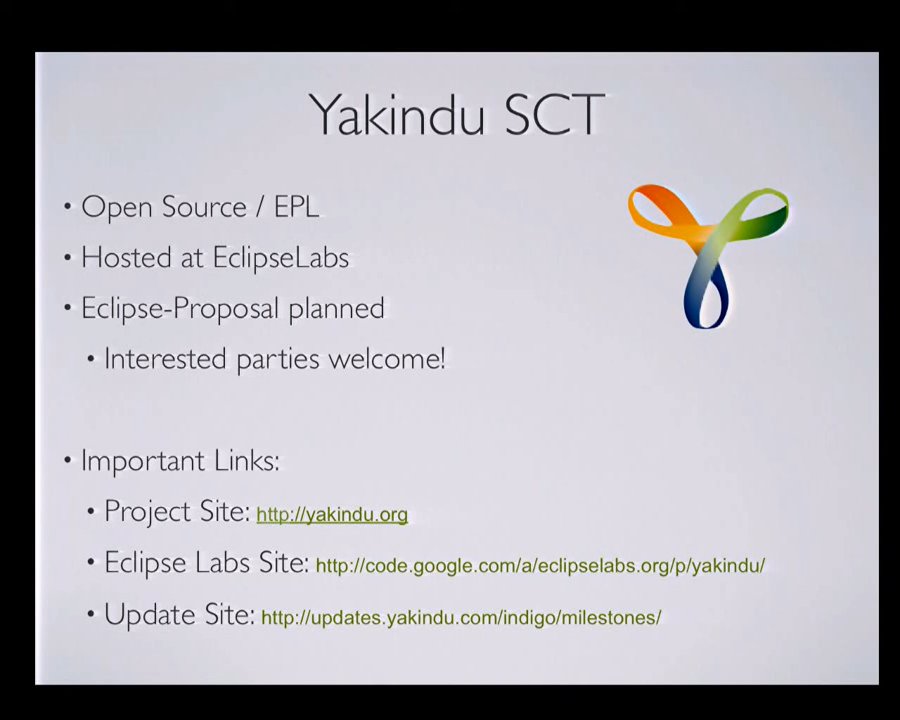 Yakindu SCT
• Open Source / EPL
• Hosted at EclipseLabs
• Eclipse-Proposal planned
• Interested parties welcome!
• Important Links:
• Project Site: http://yakindu.org
• Eclipse Labs Site: http://code.google.com/a/eclipselabs.org/p/yakindu/
• Update Site: http://updates.yakindu.com/indigo/milestones/